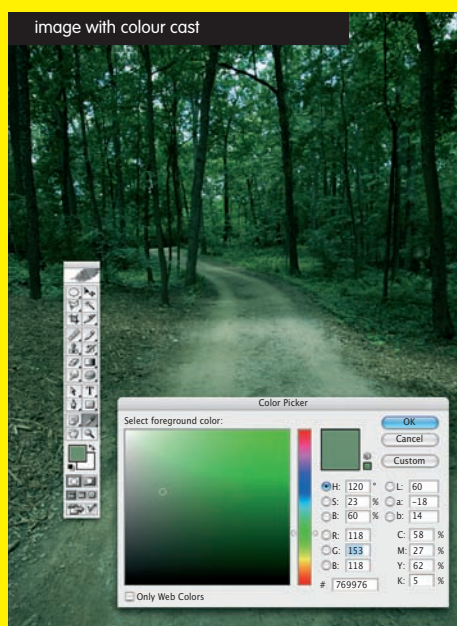 image with colour cast
T
Color Picker
Select foreground color:
OK
Cancel
Custom
H: 120 °
S: 23 %
B: 60 %
R: 118
G: 153
B: 118
# 769976
L: 60
a: -18
b: 14
C: 58 %
M: 27 %
Y: 62 %
K: 5 %
Only Web Colors